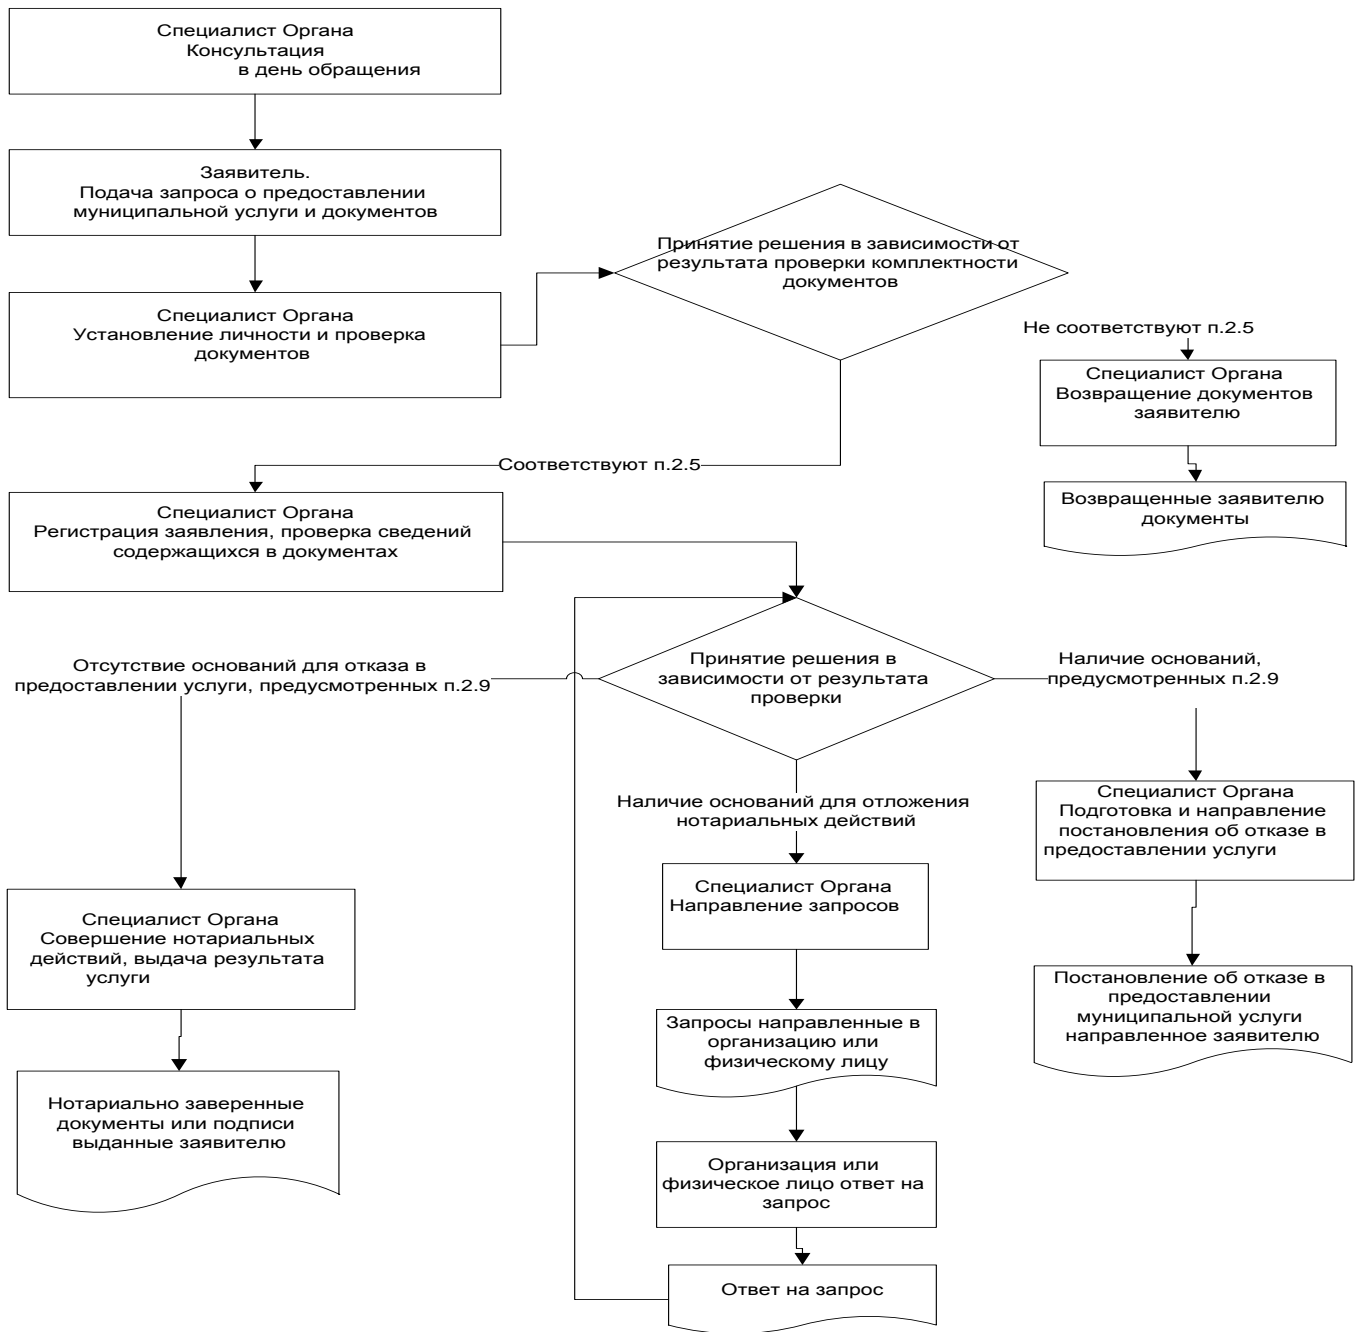 Специалист Органа
Консультация
в день обращения
Заявитель.
Подача запроса о предоставлении
муниципальной услуги и документов
Специалист Органа
Установление личности и проверка
документов
Принятие решения в зависимости от
результата проверки комплектности
документов
Не соответствуют п.2.5
Специалист Органа
Возвращение документов
заявителю
Возвращенные заявителю
документы
Соответствуют п.2.5
Специалист Органа
Регистрация заявления, проверка сведений
содержащихся в документах
Принятие решения в
зависимости от результата
проверки
Отсутствие оснований для отказа в
предоставлении услуги, предусмотренных п.2.9
Наличие оснований,
предусмотренных п.2.9
Наличие оснований для отложения
нотариальных действий
Специалист Органа
Подготовка и направление
постановления об отказе в
предоставлении услуги
Специалист Органа
Направление запросов
Специалист Органа
Совершение нотариальных
действий, выдача результата
услуги
Постановление об отказе в
предоставлении
муниципальной услуги
направленное заявителю
Запросы направленные в
организацию или
физическому лицу
Нотариально заверенные
документы или подписи
выданные заявителю
Организация или
физическое лицо ответ на
запрос
Ответ на запрос